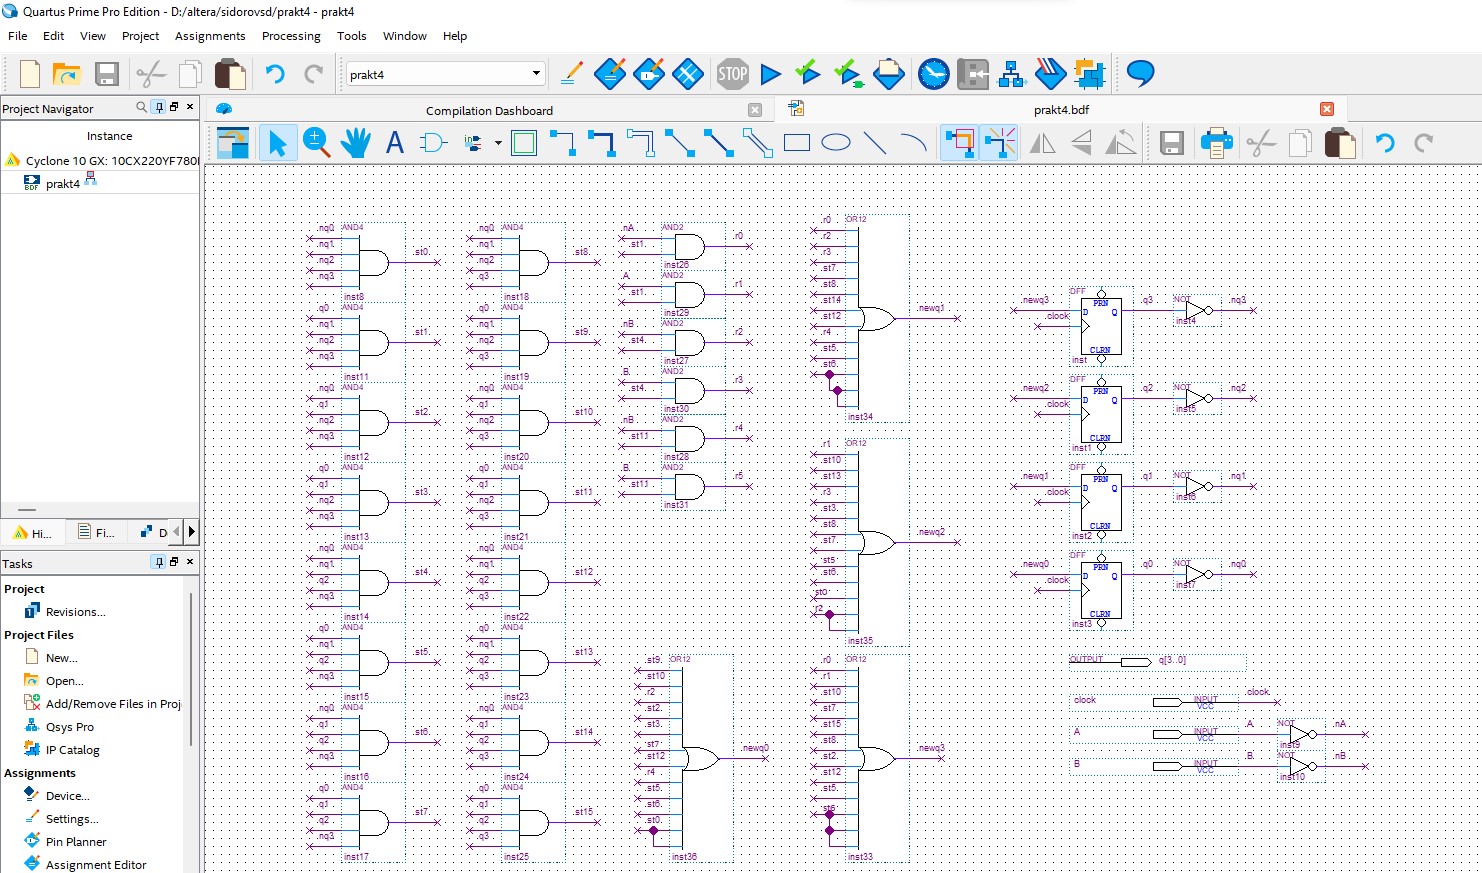 Quartus Prime Pro Edition - D:/altera/sidorovsd/prakt4 - prakt4
File Edit View Project Assignments Processing Tools Window Help
prakt4
STOP
Project Navigator
Compilation Dashboard
prakt4.bdf
Instance
Cyclone 10 GX: 10CX220YF780I
prakt4
Hi...
Fi...
D
Tasks
Project
Revisions...
Project Files
New...
Open...
Add/Remove Files in Proj
Qsys Pro
IP Catalog
Assignments
Device...
Settings...
Pin Planner
Assignment Editor
nq0 AND4
nq1
nq2
nq3
st0
inst8
q0 AND4
nq1
nq2
nq3
st1
inst11
nq0 AND4
q1
nq2
nq3
st2
inst12
q0 AND4
q1
nq2
nq3
st3
inst13
nq0 AND4
nq1
q2
nq3
st4
inst14
q0 AND4
nq1
q2
nq3
st5
inst15
nq0 AND4
q1
q2
nq3
st6
inst16
q0 AND4
q1
q2
nq3
st7
inst17
nq0 AND4
nq1
nq2
q3
st8
inst18
q0 AND4
nq1
nq2
q3
st9
inst19
nq0 AND4
q1
nq2
q3
st10
inst20
q0 AND4
q1
nq2
q3
st11
inst21
nq0 AND4
nq1
q2
q3
st12
inst22
q0 AND4
nq1
q2
q3
st13
inst23
nq0 AND4
q1
q2
q3
st14
inst24
q0 AND4
q1
q2
q3
st15
inst25
nA AND2
st1
r0
inst26
A AND2
st1
r1
inst29
nB AND2
st4
r2
inst27
B AND2
st4
r3
inst30
nB AND2
st11
r4
inst28
B AND2
st11
r5
inst31
st9 OR12
st10
r2
st2
st3
st7
st12
r4
st5
st6
st0
newq0
inst36
r0 OR12
r2
r3
st7
st8
st14
st12
r4
st5
st6
newq1
inst34
r1 OR12
st10
st13
r3
st3
st8
st7
st5
st6
st0
r2
newq2
inst35
r0 OR12
r1
st10
st7
st15
st8
st2
st12
st5
st6
newq3
inst33
newq3 DFF
clock
PRN
D Q
CLRN
inst
q3 NOT nq3
inst4
newq2 DFF
clock
PRN
D Q
CLRN
inst1
q2 NOT nq2
inst5
newq1 DFF
clock
PRN
D Q
CLRN
inst2
q1 NOT nq1
inst6
newq0 DFF
clock
PRN
D Q
CLRN
inst3
q0 NOT nq0
inst7
OUTPUT q[3..0]
clock INPUT VCC clock
A INPUT VCC A NOT nA
inst9
B INPUT VCC B NOT nB
inst10